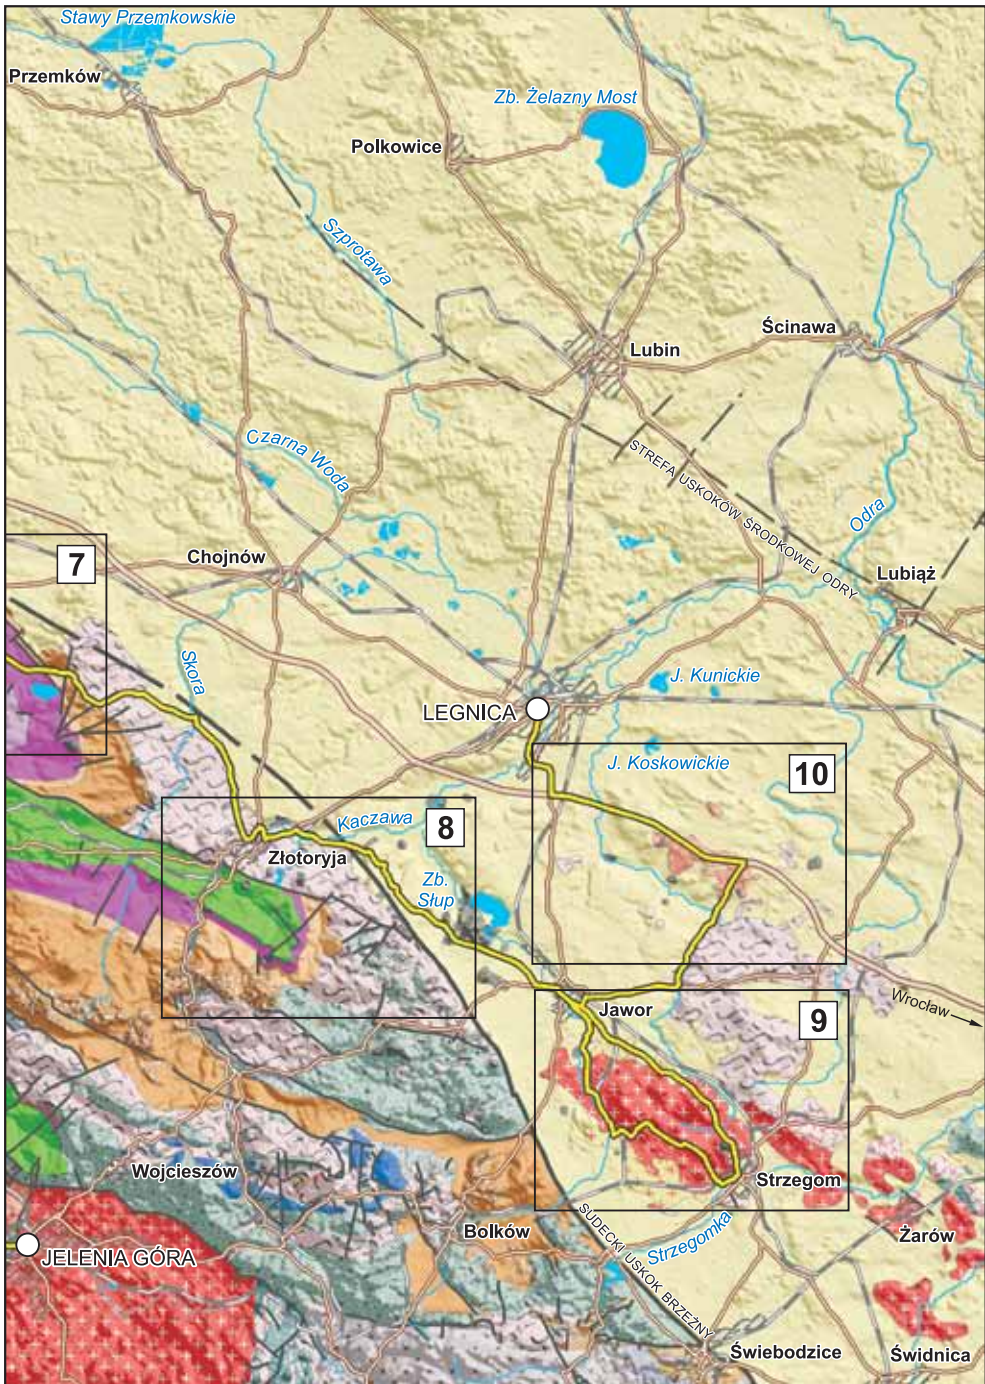 Stawy Przemkowskie
Przemków
Zb. Żelazny Most
Polkowice
Szprotawa
Ścinawa
Lubin
Czarna Woda
STREFA USKOKÓW ŚRODKOWEJ ODRY
Odra
7
Chojnów
Lubiąż
Skora
J. Kunickie
LEGNICA
J. Koskowickie
10
Kaczawa
8
Złotoryja
Zb.
Słup
Wrocław
Jawor
9
Wojcieszów
Strzegom
SUDECKI USKOK BRZEŻNY
Bolków
Strzegomka
Żarów
JELENIA GÓRA
Świebodzice
Świdnica